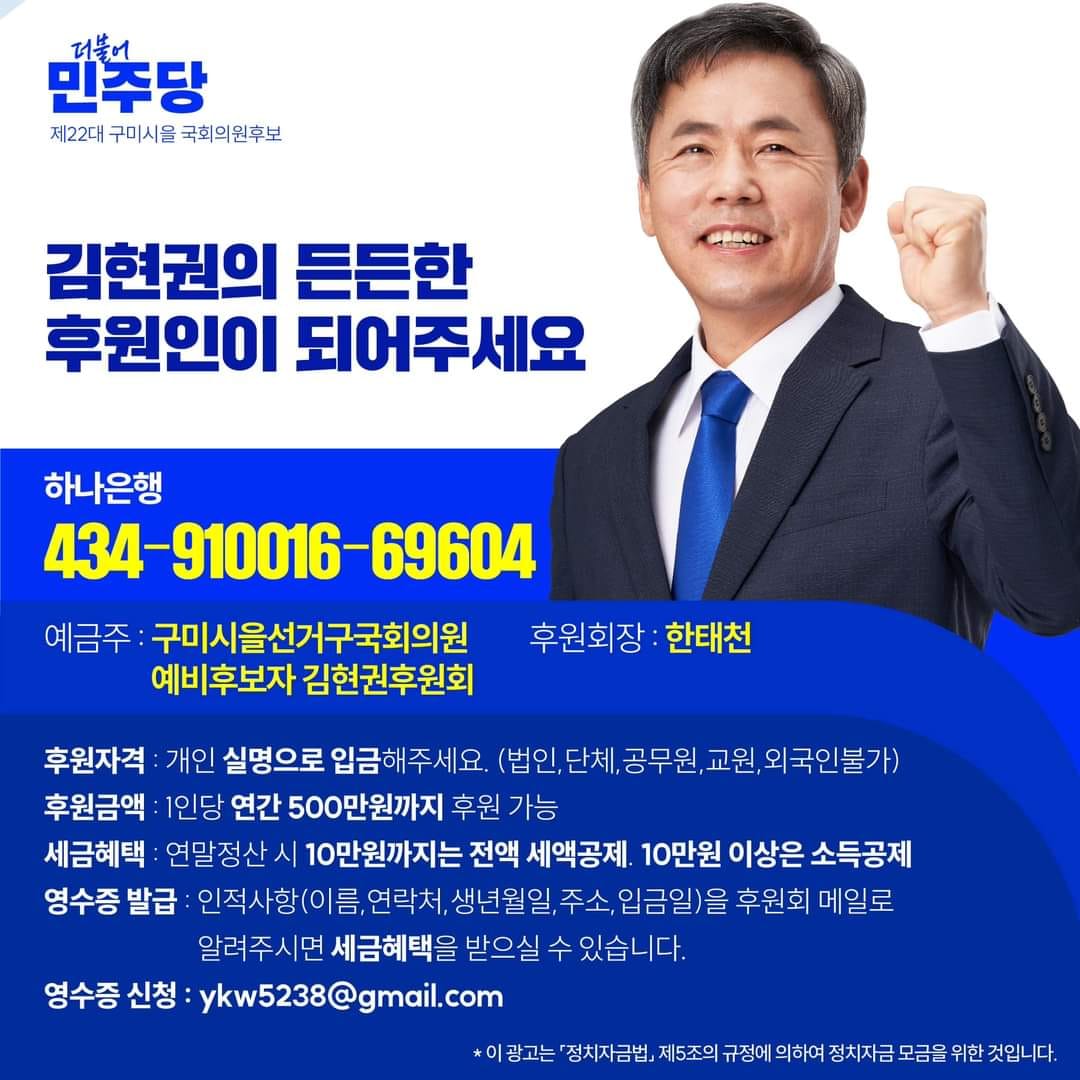 더불어
민주당
제22대 구미시을 국회의원후보
김현권의 든든한
후원인이 되어주세요
하나은행
434-910016-69604
예금주 : 구미시을선거구국회의원
예비후보자 김현권후원회
후원회장 : 한태천
후원자격 : 개인 실명으로 입금해주세요. (법인,단체,공무원,교원,외국인불가)
후원금액 : 1인당 연간 500만원까지 후원 가능
세금혜택 : 연말정산 시 10만원까지는 전액 세액공제. 10만원 이상은 소득공제
영수증 발급 : 인적사항(이름,연락처,생년월일,주소,입금일)을 후원회 메일로
알려주시면 세금혜택을 받으실 수 있습니다.
영수증 신청 : ykw5238@gmail.com
* 이 광고는 「정치자금법」 제5조의 규정에 의하여 정치자금 모금을 위한 것입니다.